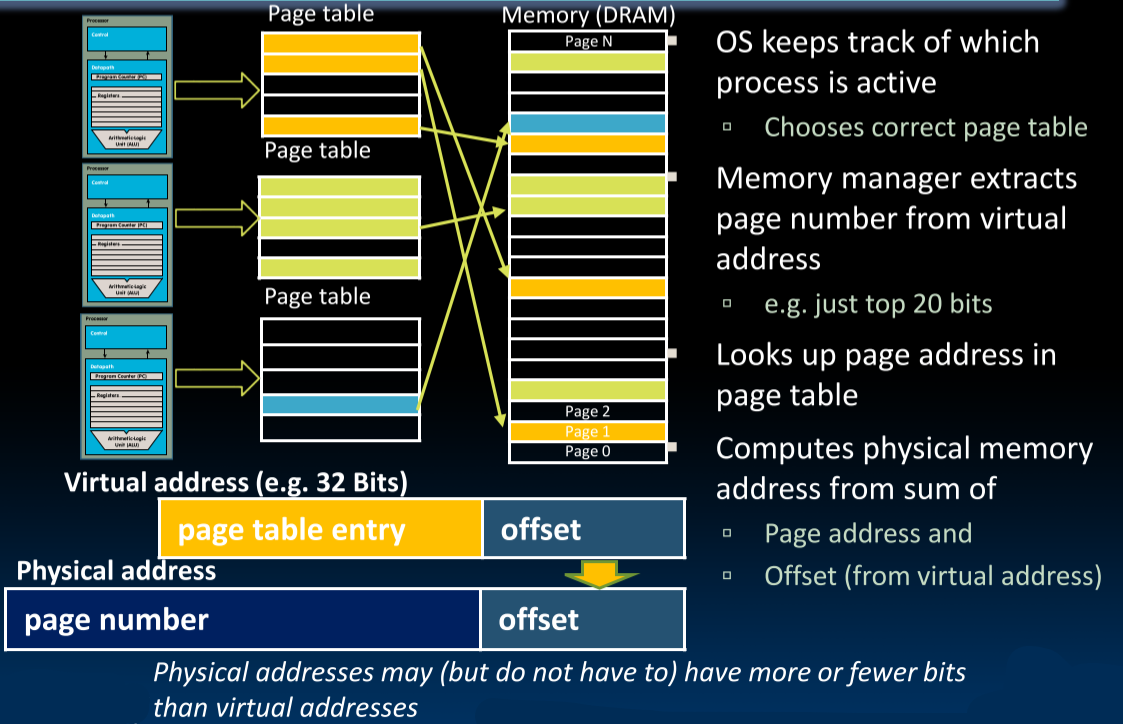 Page table
Memory (DRAM)
Processor
Control
Datapath
Program Counter (PC)
Registers
Arithmetic-Logic
Unit (ALU)
Page table
Processor
Control
Datapath
Program Counter (PC)
Registers
Arithmetic-Logic
Unit (ALU)
Page table
Processor
Control
Datapath
Program Counter (PC)
Registers
Arithmetic-Logic
Unit (ALU)
Page N
Page 2
Page 1
Page 0
OS keeps track of which
process is active
Chooses correct page table
Memory manager extracts
page number from virtual
address
e.g. just top 20 bits
Looks up page address in
page table
Computes physical memory
address from sum of
Page address and
Offset (from virtual address)
Virtual address (e.g. 32 Bits)
page table entry offset
Physical address
page number offset
Physical addresses may (but do not have to) have more or fewer bits
than virtual addresses